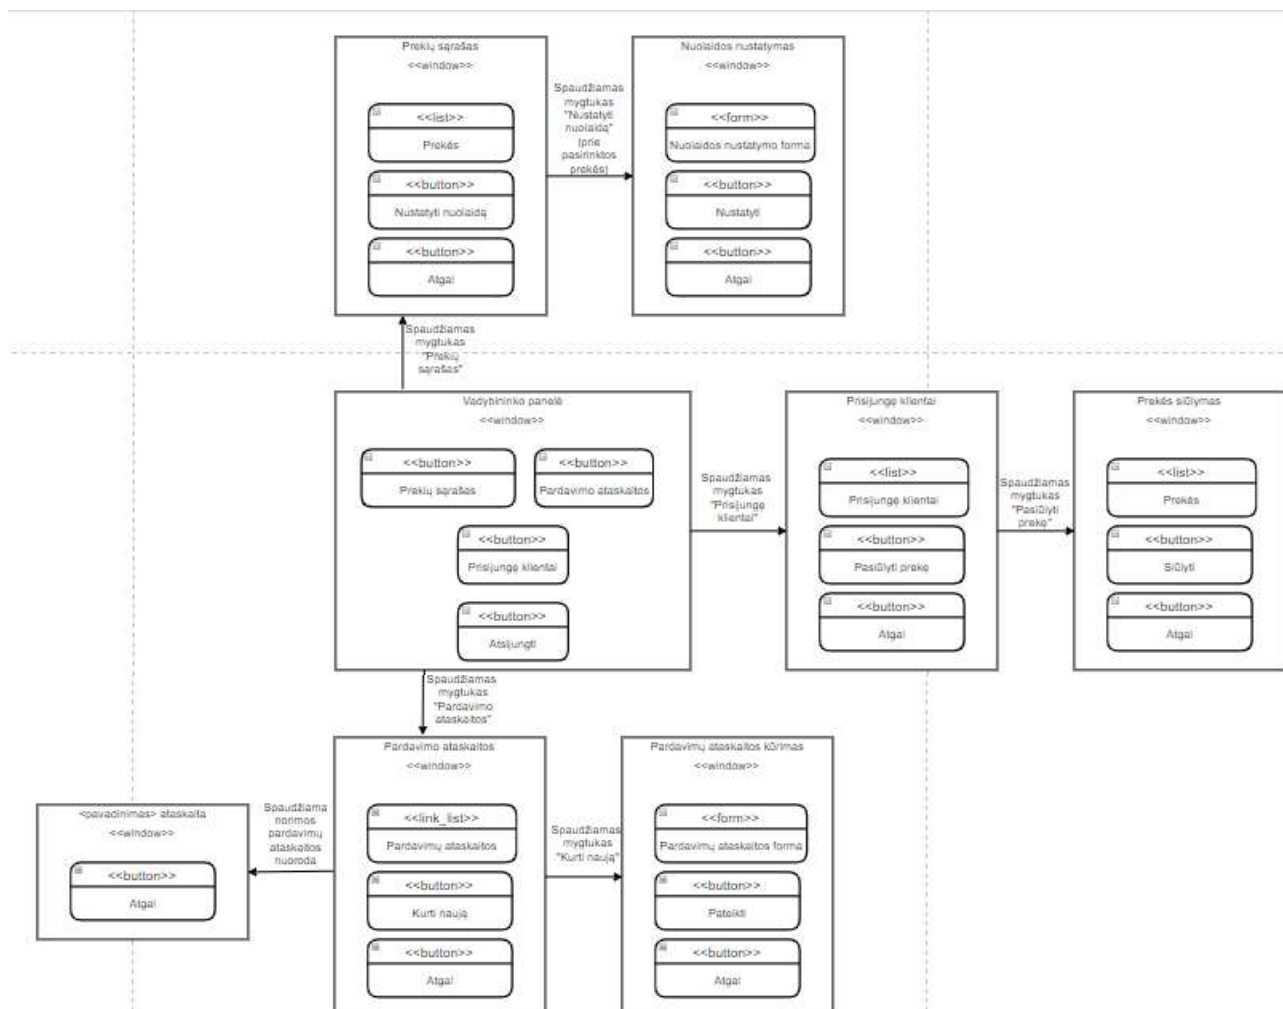 Prekių sąrašas
<<window>>
<<list>>
Prekės
<<button>>
Nustatyti nuolaidą
<<button>>
Atgal
Spaudžiamas
mygtukas
"Nustatyti
nuolaidą"
(prie
pasirinktos
prekės)
Nuolaidos nustatymas
<<window>>
<<form>>
Nuolaidos nustatymo forma
<<button>>
Nustatyti
<<button>>
Atgal
Spaudžiamas
mygtukas
"Prekių
sąrašas"
Vadybininko panelė
<<window>>
<<button>>
Prekių sąrašas
<<button>>
Pardavimo ataskaitos
<<button>>
Prisijungę klientai
<<button>>
Atsijungti
Spaudžiamas
mygtukas
"Prisijungę
klientai"
Prisijungę klientai
<<window>>
<<list>>
Prisijungę klientai
<<button>>
Pasiūlyti prekę
<<button>>
Atgal
Spaudžiamas
mygtukas
"Pasiūlyti
prekę"
Prekės siūlymas
<<window>>
<<list>>
Prekės
<<button>>
Siūlyti
<<button>>
Atgal
Spaudžiamas
mygtukas
"Pardavimo
ataskaitos"
Pardavimo ataskaitos
<<window>>
<<link_list>>
Pardavimų ataskaitos
<<button>>
Kurti naują
<<button>>
Atgal
Spaudžiama
norimos
pardavimų
ataskaitos
nuoroda
<pavadinimas> ataskaita
<<window>>
<<button>>
Atgal
Spaudžiamas
mygtukas
"Kurti naują"
Pardavimų ataskaitos kūrimas
<<window>>
<<form>>
Pardavimų ataskaitos forma
<<button>>
Pateikti
<<button>>
Atgal